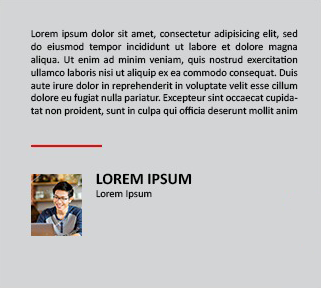 Lorem ipsum dolor sit amet, consectetur adipisicing elit, sed
do eiusmod tempor incididunt ut labore et dolore magna
aliqua. Ut enim ad minim veniam, quis nostrud exercitation
ullamco laboris nisi ut aliquip ex ea commodo consequat. Duis
aute irure dolor in reprehenderit in voluptate velit esse cillum
dolore eu fugiat nulla pariatur. Excepteur sint occaecat cupida-
tat non proident, sunt in culpa qui officia deserunt mollit anim
LOREM IPSUM
Lorem Ipsum